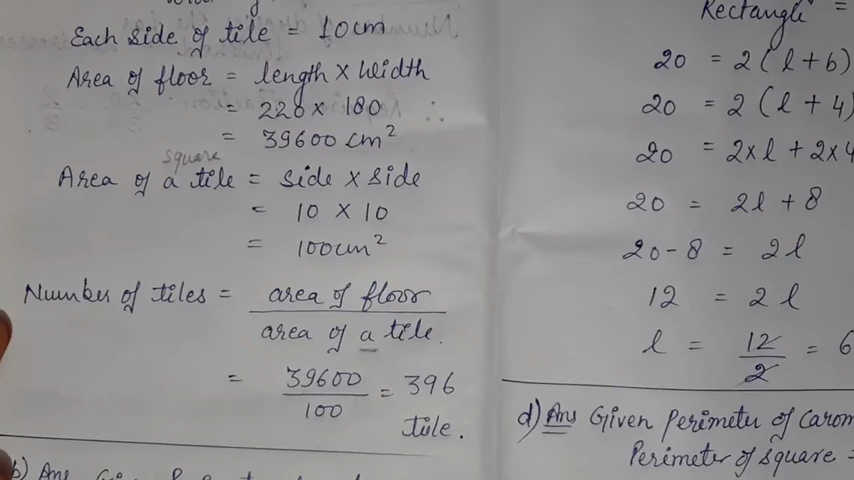 Each side of tile = 10cm
Area of floor = length × width
= 220 × 180
= 39600 cm²
square
Area of a tile = side × side
= 10 × 10
= 100cm²
Number of tiles = area of floor
area of a tile.
= 39600 = 396
100
tile.
b) Ans
Rectangle =
20 = 2(l+b)
20 = 2(l+4)
20 = 2×l + 2×4
20 = 2l + 8
20-8 = 2l
12 = 2l
l = 12 = 6
2
d) Ans Given Perimeter of Carom
Perimeter of square =